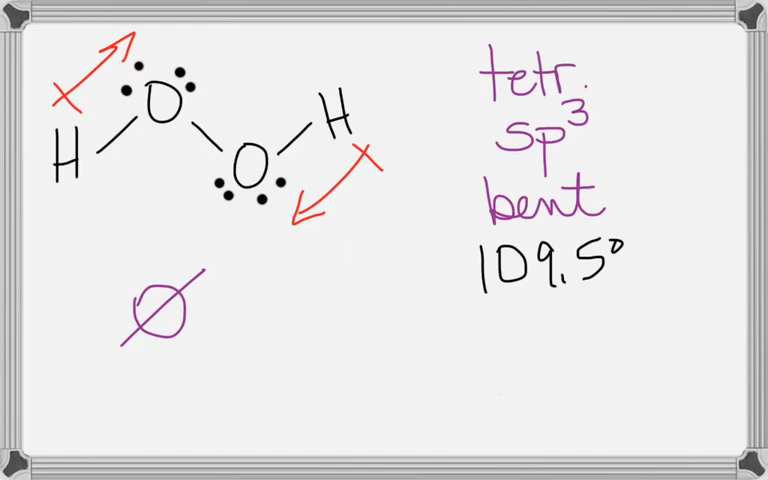 H O O H
tetr.
sp³
bent
109.5°
Ø